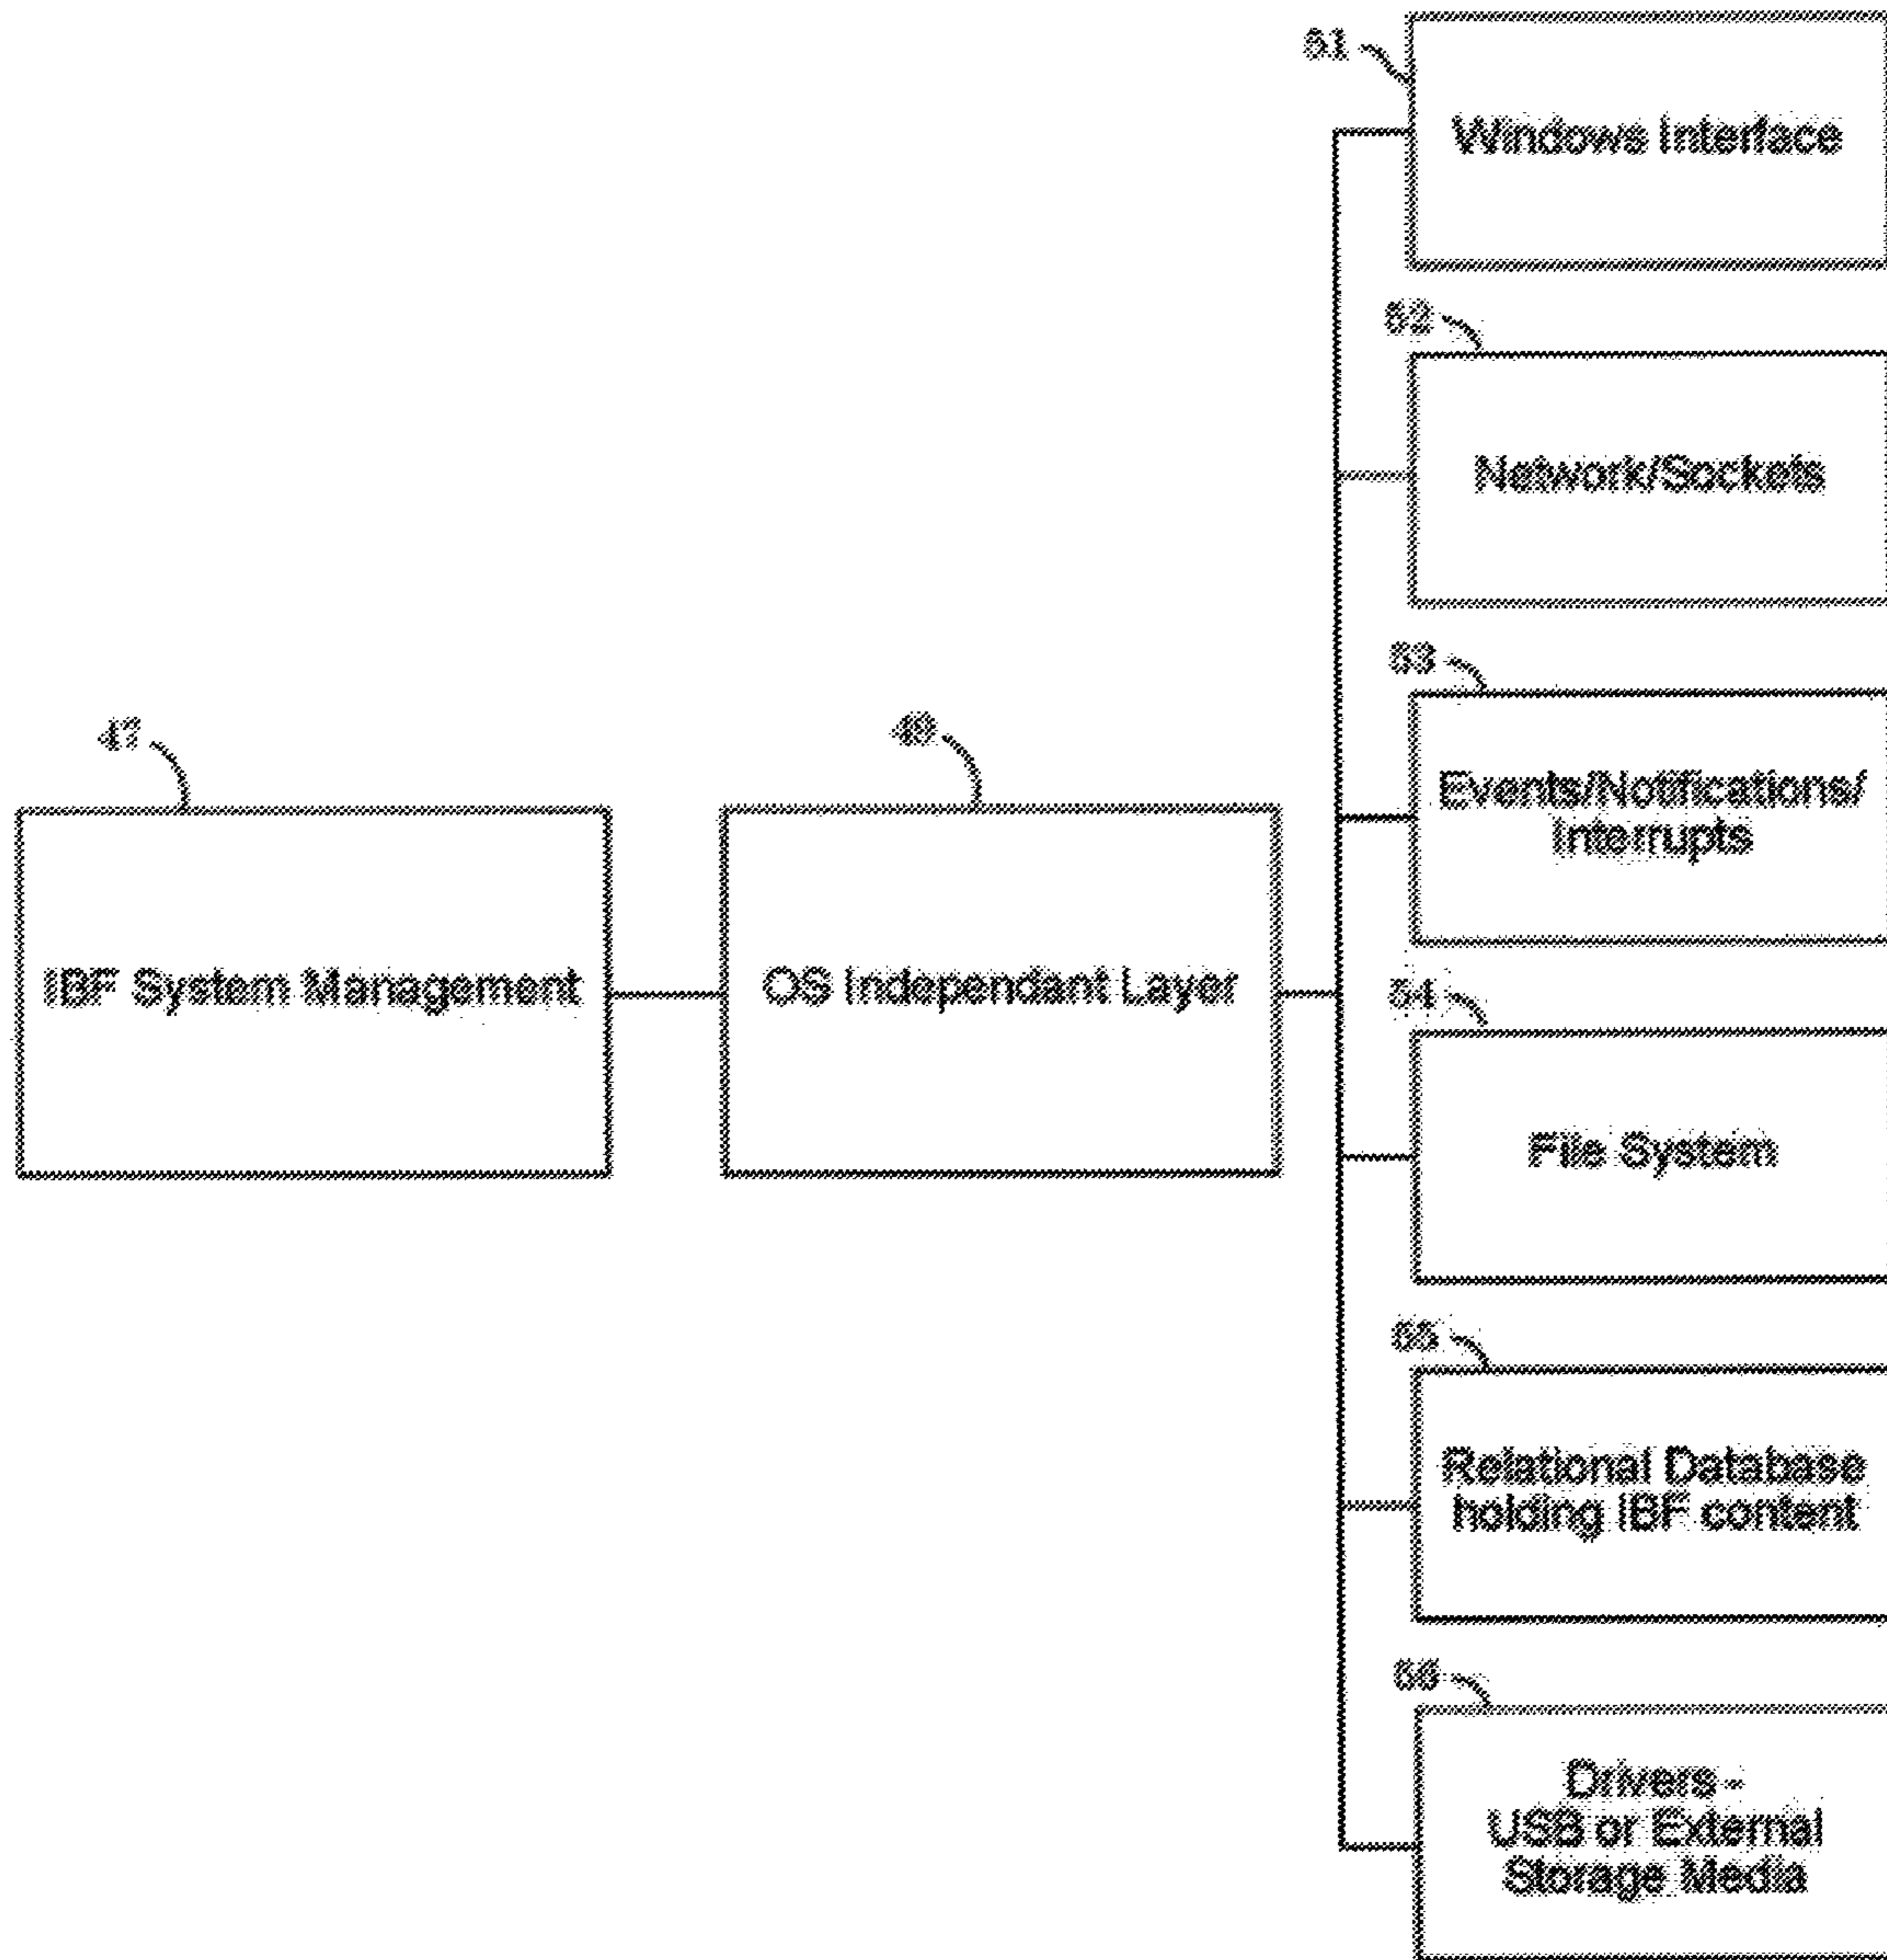 51
Windows Interface
52
Network/Sockets
53
Events/Notifications/
Interrupts
47
49
IBF System Management
OS Independant Layer
54
File System
55
Relational Database
holding IBF content
56
Drivers -
USB or External
Storage Media